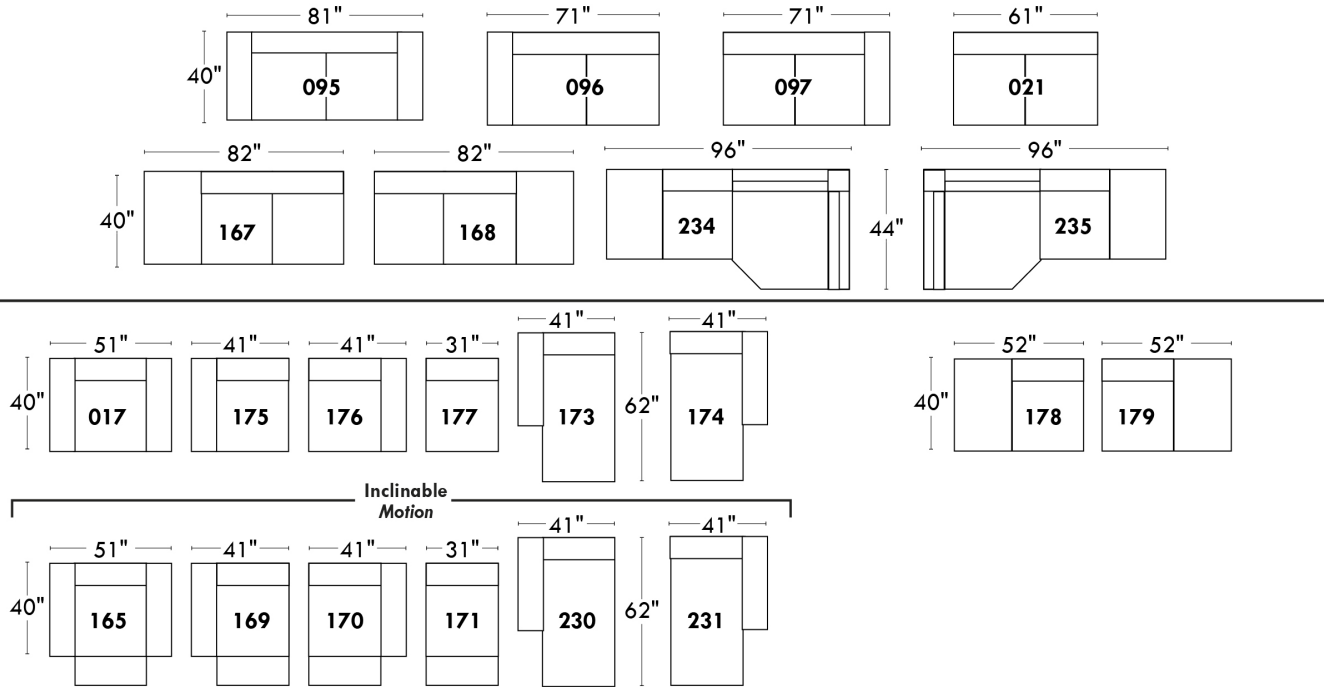 81" 71" 71" 61"
40" 095 096 097 021
82" 82" 96" 96"
40" 167 168 234 44" 235
51" 41" 41" 31" 41" 41" 52" 52"
40" 017 175 176 177 173 62" 174 40" 178 179
Inclinable
Motion
51" 41" 41" 31" 41" 41"
40" 165 169 170 171 230 62" 231